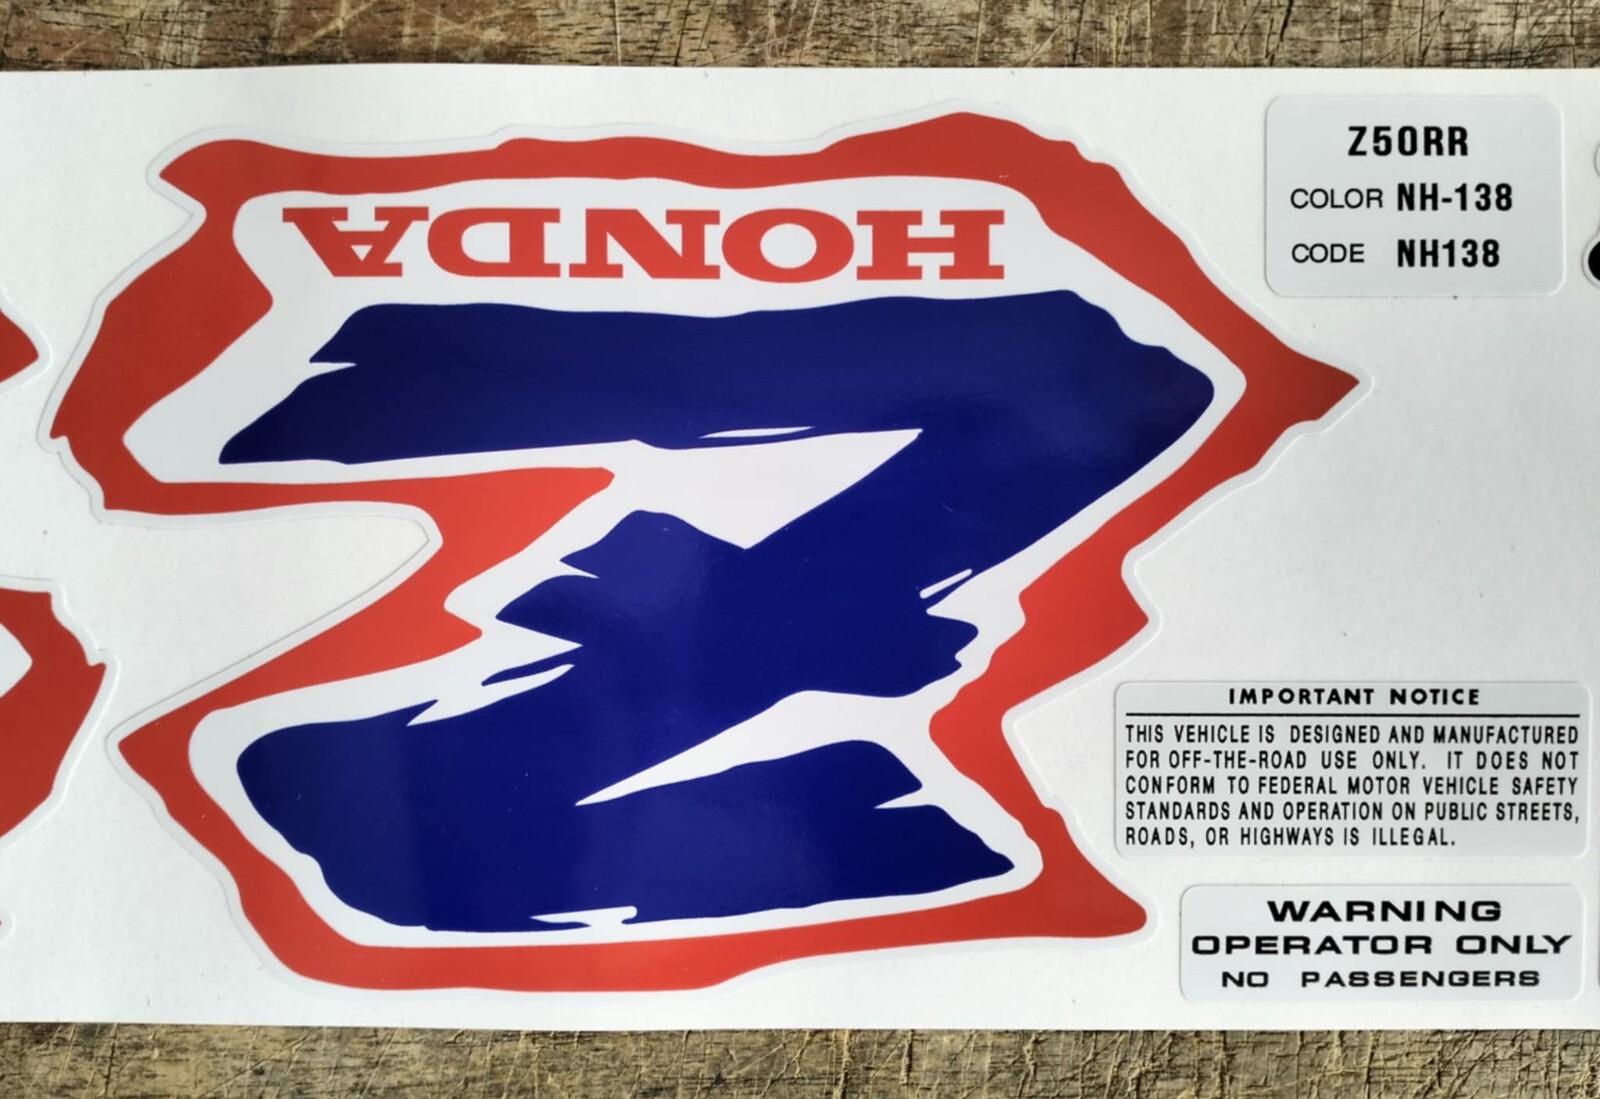 HONDA
Z
Z50RR
COLOR NH-138
CODE NH138
IMPORTANT NOTICE
THIS VEHICLE IS DESIGNED AND MANUFACTURED
FOR OFF-THE-ROAD USE ONLY. IT DOES NOT
CONFORM TO FEDERAL MOTOR VEHICLE SAFETY
STANDARDS AND OPERATION ON PUBLIC STREETS,
ROADS, OR HIGHWAYS IS ILLEGAL.
WARNING
OPERATOR ONLY
NO PASSENGERS